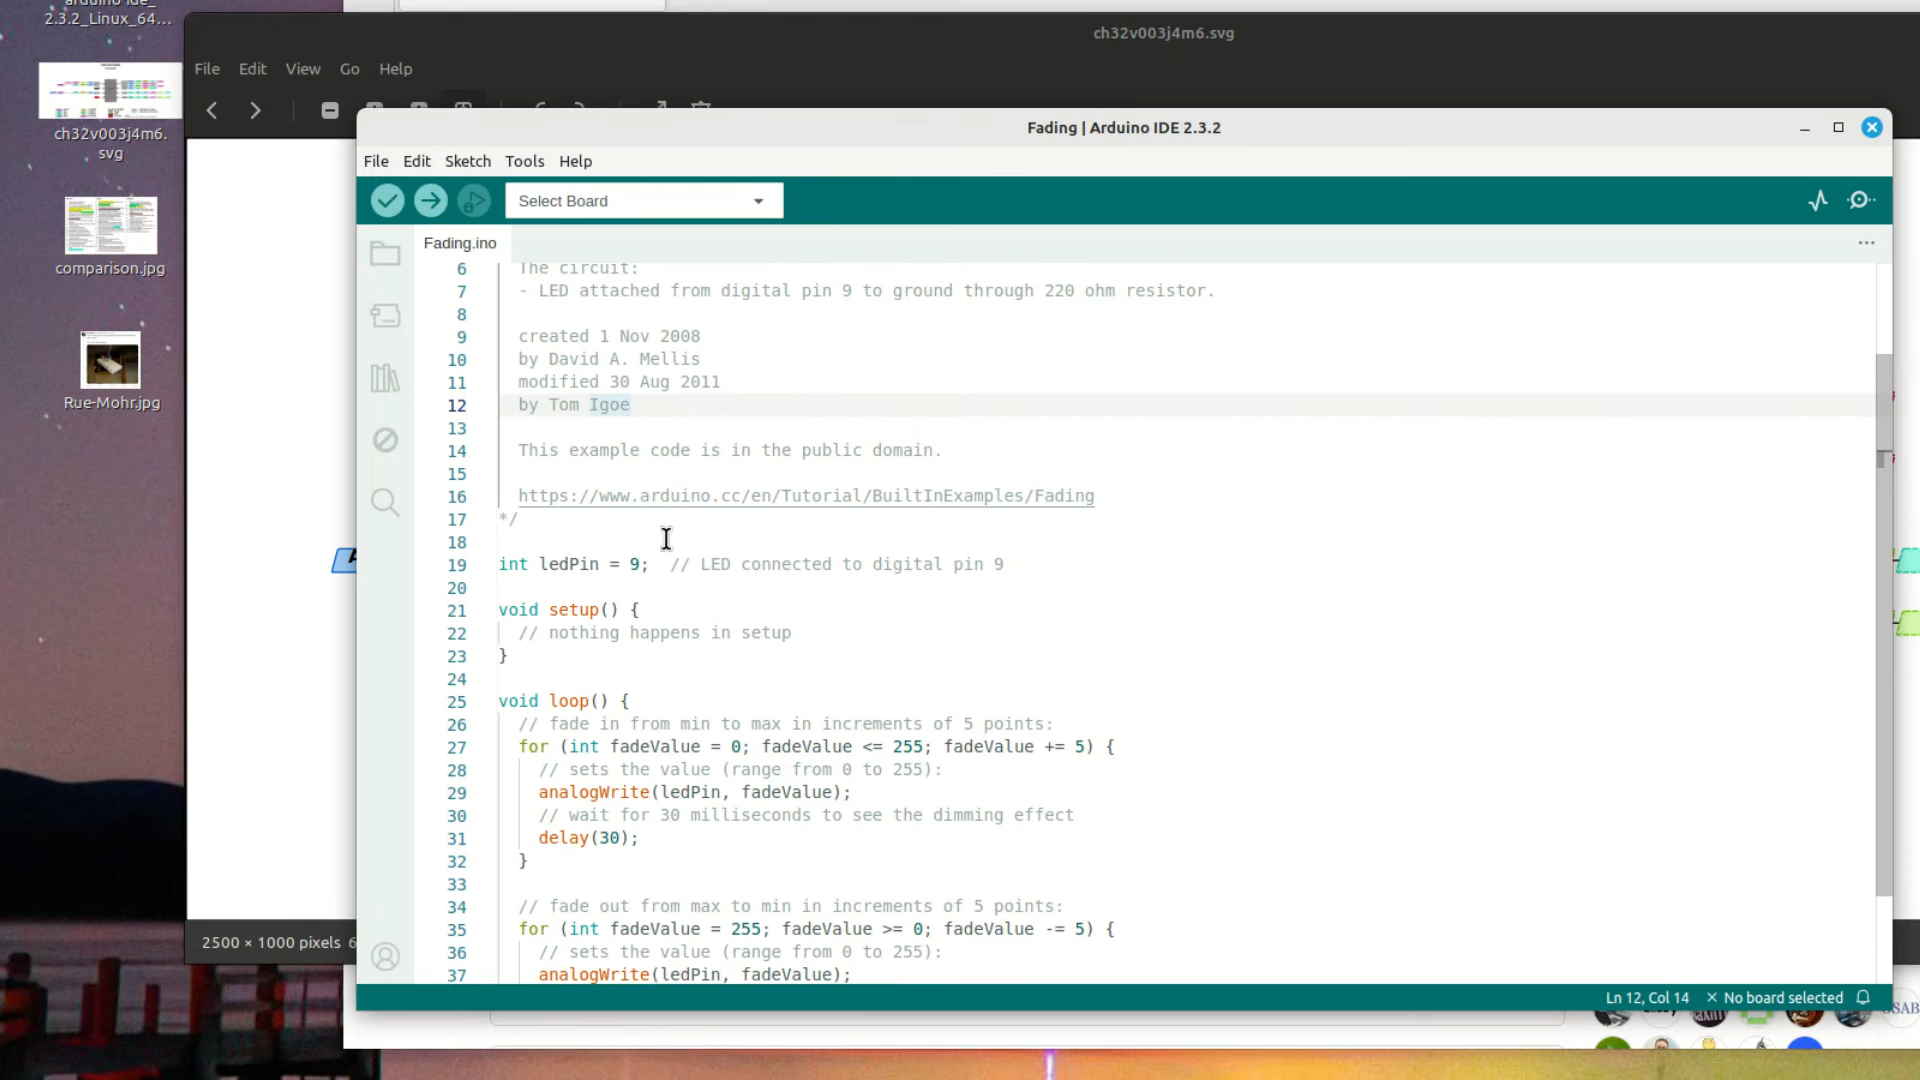 arduino-ide_
2.3.2_Linux_64...
ch32v003j4m6.svg
File Edit View Go Help
ch32v003j4m6.
svg
comparison.jpg
Rue-Mohr.jpg
2500 × 1000 pixels 6
Fading | Arduino IDE 2.3.2
File Edit Sketch Tools Help
Select Board
Fading.ino
6 The circuit:
7 - LED attached from digital pin 9 to ground through 220 ohm resistor.
8
9 created 1 Nov 2008
10 by David A. Mellis
11 modified 30 Aug 2011
12 by Tom Igoe
13
14 This example code is in the public domain.
15
16 https://www.arduino.cc/en/Tutorial/BuiltInExamples/Fading
17 */
18
19 int ledPin = 9;  // LED connected to digital pin 9
20
21 void setup() {
22 // nothing happens in setup
23 }
24
25 void loop() {
26 // fade in from min to max in increments of 5 points:
27 for (int fadeValue = 0; fadeValue <= 255; fadeValue += 5) {
28 // sets the value (range from 0 to 255):
29 analogWrite(ledPin, fadeValue);
30 // wait for 30 milliseconds to see the dimming effect
31 delay(30);
32 }
33
34 // fade out from max to min in increments of 5 points:
35 for (int fadeValue = 255; fadeValue >= 0; fadeValue -= 5) {
36 // sets the value (range from 0 to 255):
37 analogWrite(ledPin, fadeValue);
Ln 12, Col 14 × No board selected